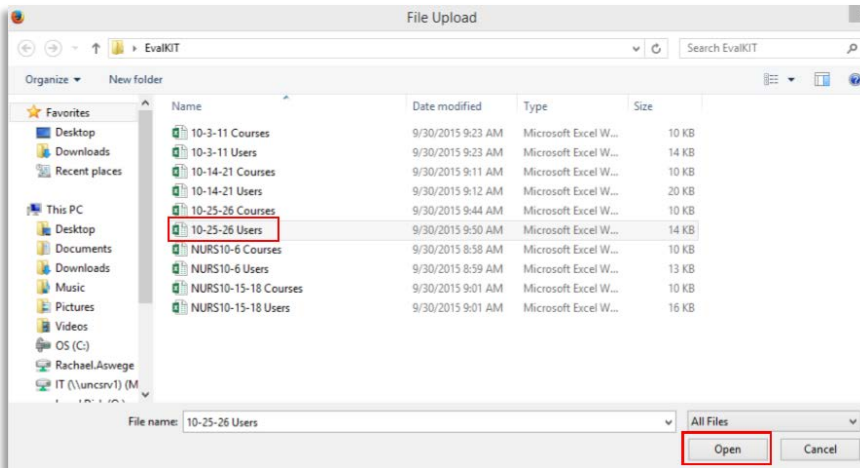 File Upload
EvalKIT
Search EvalKIT
Organize
New folder
Name Date modified Type Size
Favorites
Desktop
Downloads
Recent places
This PC
Desktop
Documents
Downloads
Music
Pictures
Videos
OS (C:)
Rachael.Aswege
IT (\\uncsrv1) (M
10-3-11 Courses 9/30/2015 9:23 AM Microsoft Excel W... 10 KB
10-3-11 Users 9/30/2015 9:23 AM Microsoft Excel W... 14 KB
10-14-21 Courses 9/30/2015 9:11 AM Microsoft Excel W... 10 KB
10-14-21 Users 9/30/2015 9:12 AM Microsoft Excel W... 20 KB
10-25-26 Courses 9/30/2015 9:44 AM Microsoft Excel W... 10 KB
10-25-26 Users 9/30/2015 9:50 AM Microsoft Excel W... 14 KB
NURS10-6 Courses 9/30/2015 8:58 AM Microsoft Excel W... 10 KB
NURS10-6 Users 9/30/2015 8:59 AM Microsoft Excel W... 13 KB
NURS10-15-18 Courses 9/30/2015 9:01 AM Microsoft Excel W... 10 KB
NURS10-15-18 Users 9/30/2015 9:01 AM Microsoft Excel W... 16 KB
File name: 10-25-26 Users
All Files
Open
Cancel